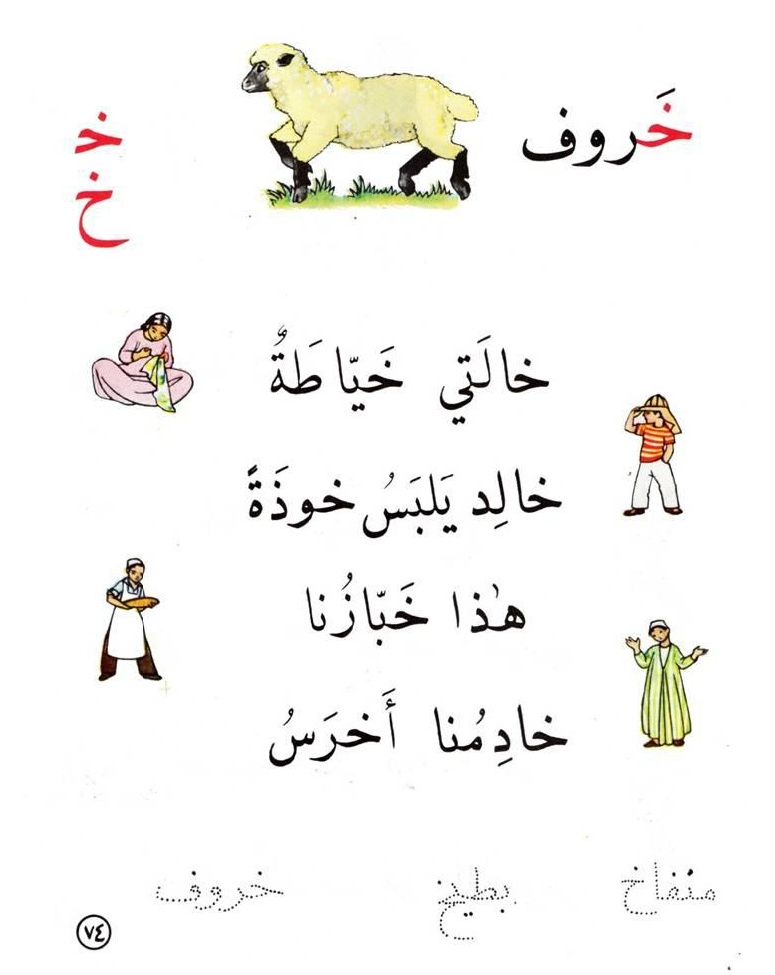 خَروف
خـ
خ
خالَتي خَيّاطَةٌ
خالِد يَلبَسُ خوذَةً
هٰذا خَبّازُنا
خادِمُنا أَخرَسُ
منفاخ بطيخ خروف
٧٤